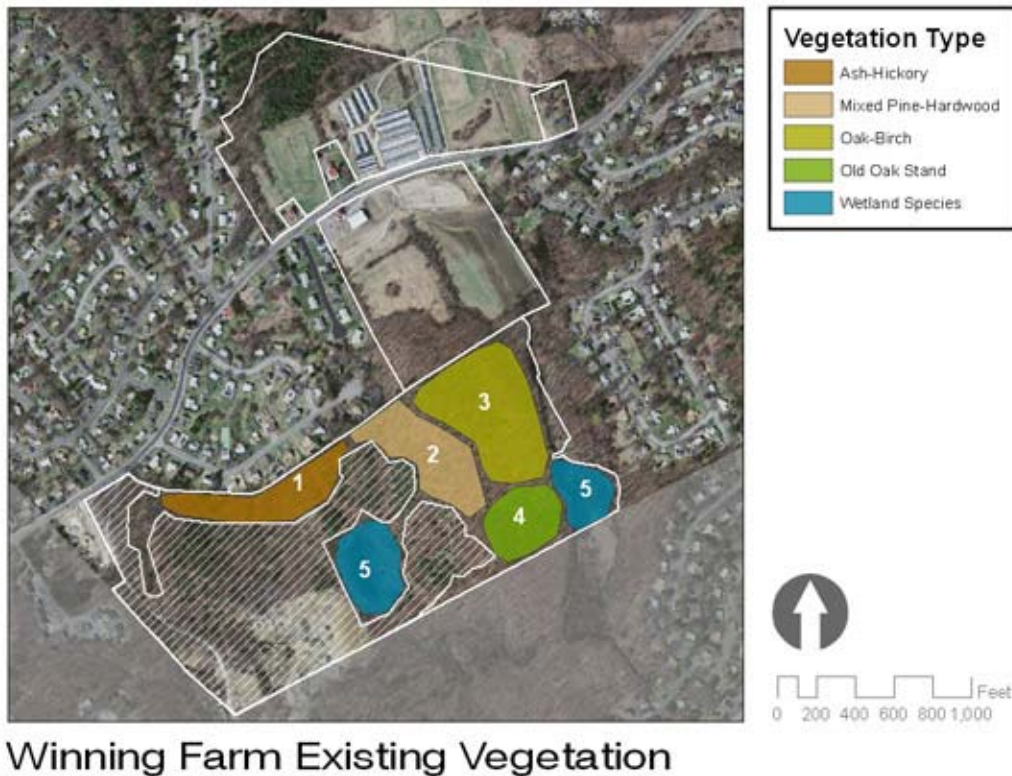 Vegetation Type
Ash-Hickory
Mixed Pine-Hardwood
Oak-Birch
Old Oak Stand
Wetland Species
3
2
1
5
4
5
Feet
0 200 400 600 800 1,000
Winning Farm Existing Vegetation